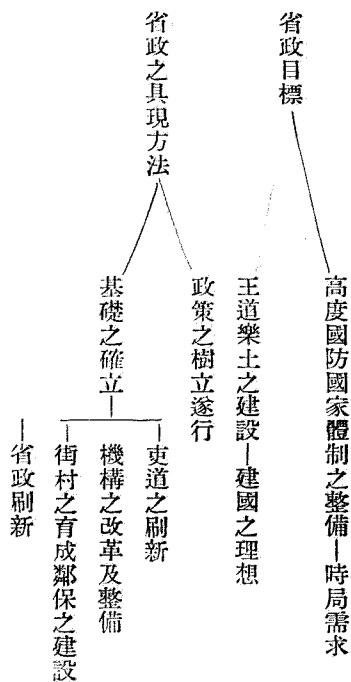 省政目標
高度國防國家體制之整備—時局需求
王道樂土之建設—建國之理想
省政之具現方法
政策之樹立遂行
基礎之確立
吏道之刷新
機構之改革及整備
街村之育成鄰保之建設
省政刷新